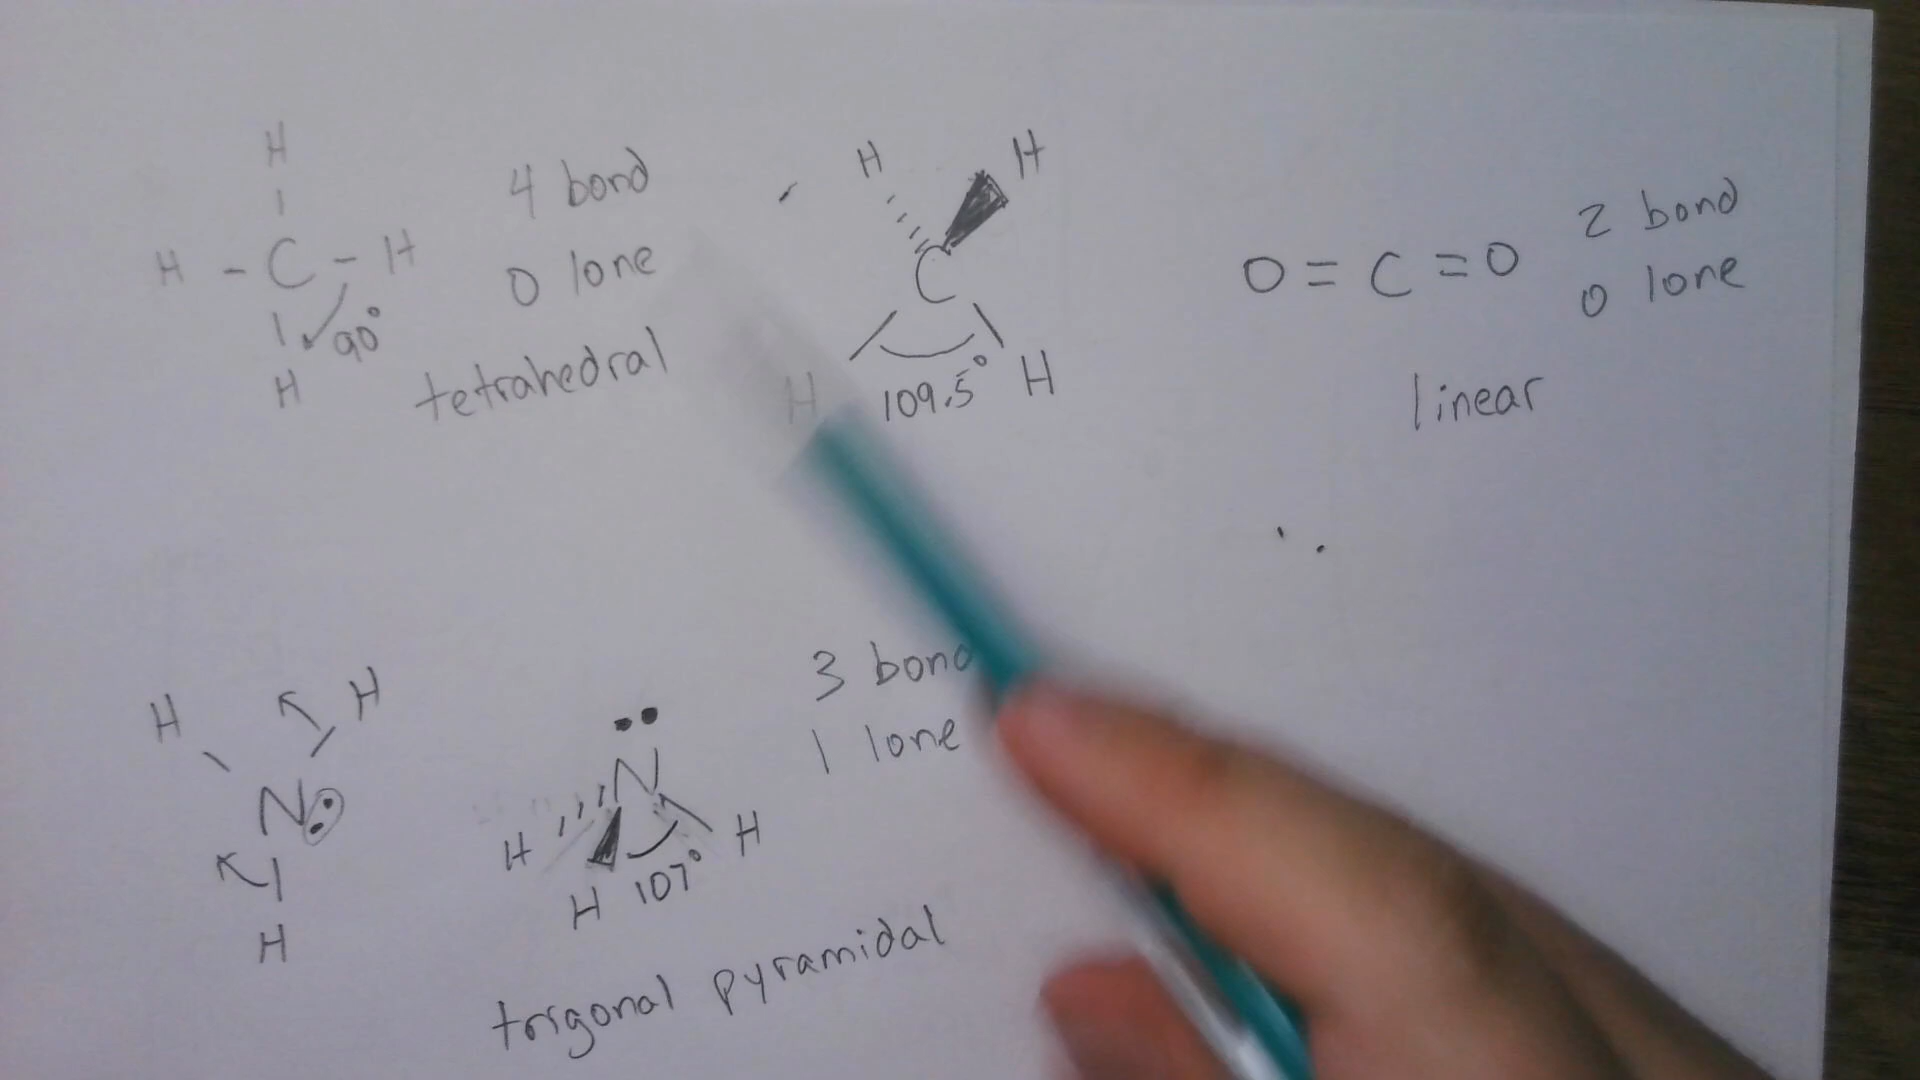 H
H - C - H
90°
H
4 bond
0 lone
tetrahedral
H H
C
H 109.5° H
O = C = O
2 bond
0 lone
linear
H H
N
H
N
H H H
107°
3 bond
1 lone
trigonal pyramidal